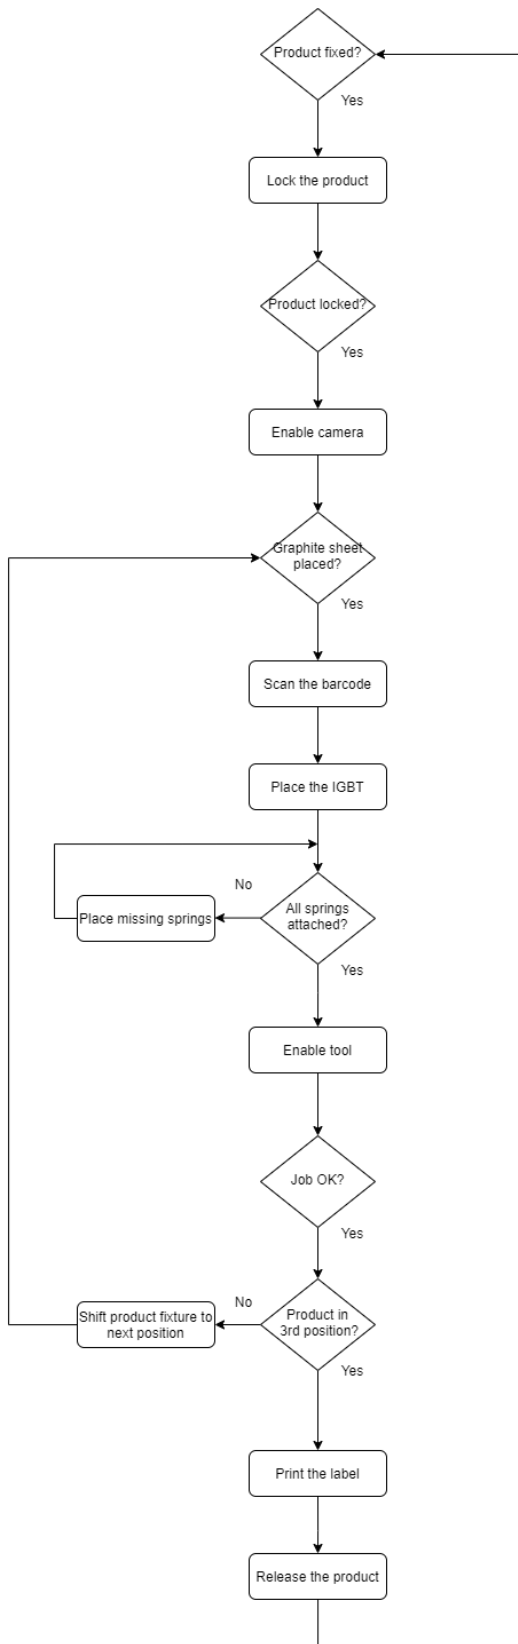 Product fixed?
Yes
Lock the product
Product locked?
Yes
Enable camera
Graphite sheet
placed?
Yes
Scan the barcode
Place the IGBT
No
All springs
attached?
Place missing springs
Yes
Enable tool
Job OK?
Yes
No
Product in
3rd position?
Shift product fixture to
next position
Yes
Print the label
Release the product